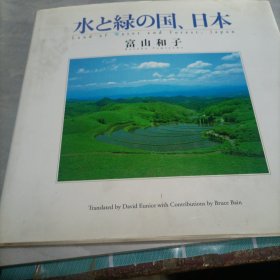 水と緑の国、日本
Land of Water and Forest, Japan
富山和子
Translated by David Eunice with Contributions by Bruce Bain